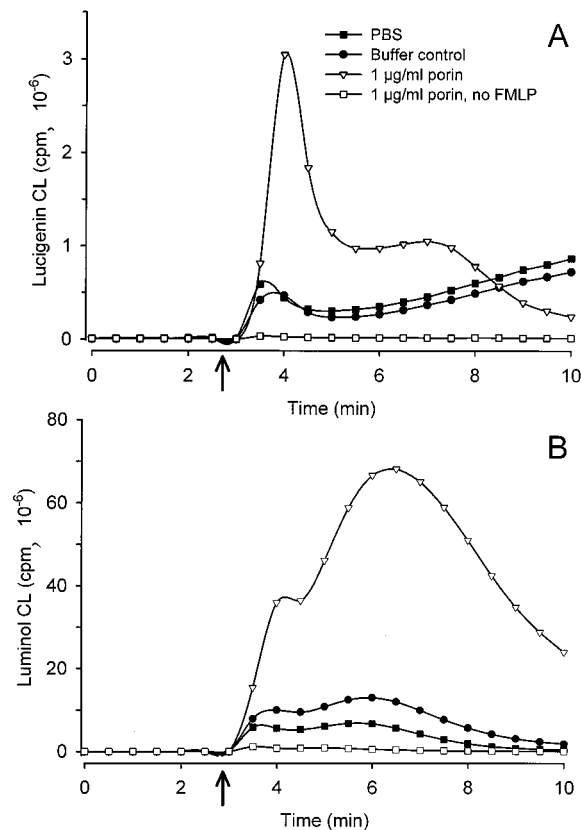 A
PBS
Buffer control
1 µg/ml porin
1 µg/ml porin, no FMLP
Lucigenin CL (cpm, 10⁻⁶)
3
2
1
0
0 2 4 6 8 10
Time (min)
B
Luminol CL (cpm, 10⁻⁶)
80
60
40
20
0
0 2 4 6 8 10
Time (min)